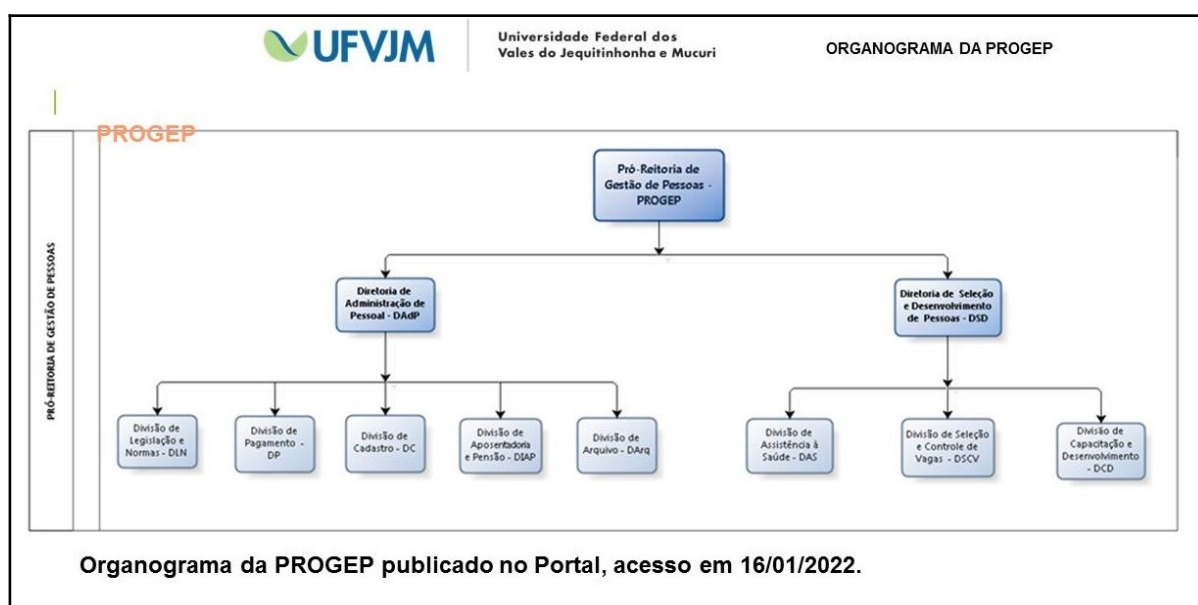 UFVJM
Universidade Federal dos
Vales do Jequitinhonha e Mucuri
ORGANOGRAMA DA PROGEP
PROGEP
PRÓ-REITORIA DE GESTÃO DE PESSOAS
Pró-Reitoria de
Gestão de Pessoas -
PROGEP
Diretoria de
Administração de
Pessoal - DAdP
Diretoria de Seleção
e Desenvolvimento
de Pessoas - DSD
Divisão de
Legislação e
Normas - DLN
Divisão de
Pagamento -
DP
Divisão de
Cadastro - DC
Divisão de
Aposentadoria
e Pensão - DIAP
Divisão de
Arquivo - DArq
Divisão de
Assistência à
Saúde - DAS
Divisão de Seleção
e Controle de
Vagas - DSCV
Divisão de
Capacitação e
Desenvolvimento
- DCD
Organograma da PROGEP publicado no Portal, acesso em 16/01/2022.